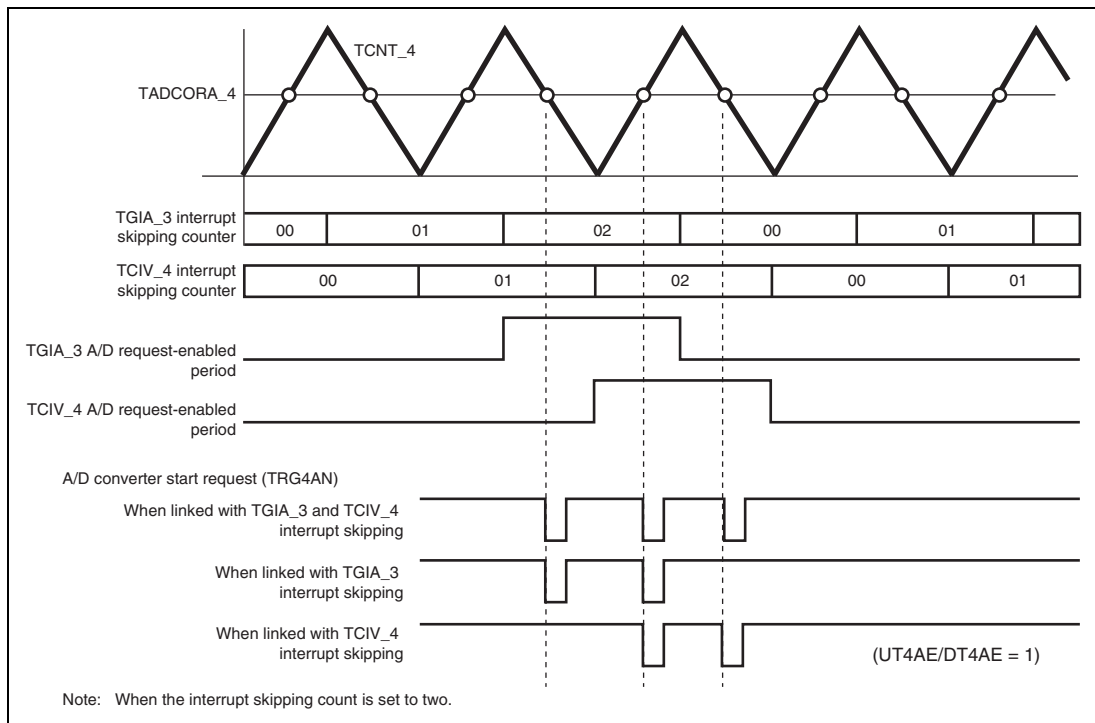 TCNT_4
TADCORA_4
TGIA_3 interrupt
skipping counter
00 01 02 00 01
TCIV_4 interrupt
skipping counter
00 01 02 00 01
TGIA_3 A/D request-enabled
period
TCIV_4 A/D request-enabled
period
A/D converter start request (TRG4AN)
When linked with TGIA_3 and TCIV_4
interrupt skipping
When linked with TGIA_3
interrupt skipping
When linked with TCIV_4
interrupt skipping
(UT4AE/DT4AE = 1)
Note: When the interrupt skipping count is set to two.